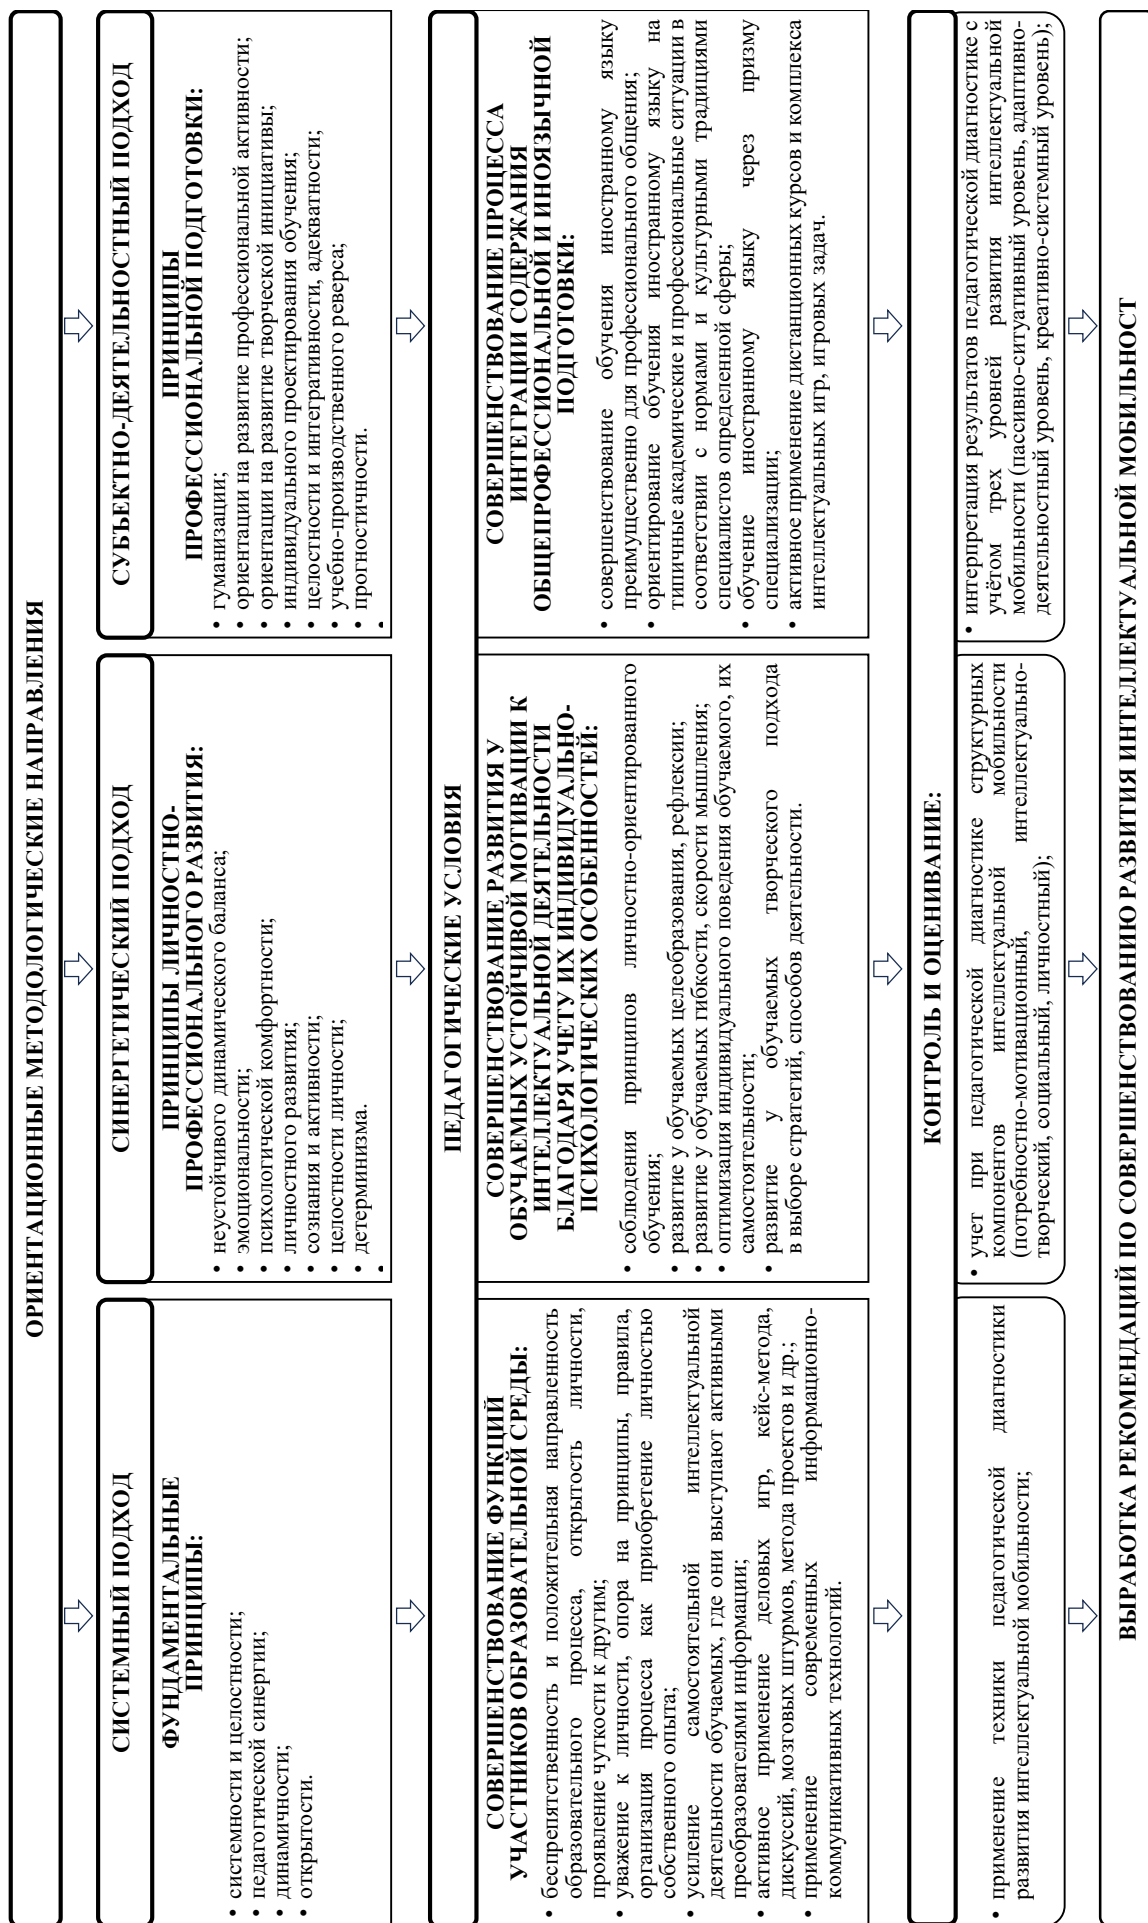 ОРИЕНТАЦИОННЫЕ МЕТОДОЛОГИЧЕСКИЕ НАПРАВЛЕНИЯ
СИСТЕМНЫЙ ПОДХОД
ФУНДАМЕНТАЛЬНЫЕ
ПРИНЦИПЫ:
• системности и целостности;
• педагогической синергии;
• динамичности;
• открытости.
СИНЕРГЕТИЧЕСКИЙ ПОДХОД
ПРИНЦИПЫ ЛИЧНОСТНО-
ПРОФЕССИОНАЛЬНОГО РАЗВИТИЯ:
• неустойчивого динамического баланса;
• эмоциональности;
• психологической комфортности;
• личностного развития;
• сознания и активности;
• целостности личности;
• детерминизма.
•
СУБЪЕКТНО-ДЕЯТЕЛЬНОСТНЫЙ ПОДХОД
ПРИНЦИПЫ
ПРОФЕССИОНАЛЬНОЙ ПОДГОТОВКИ:
• гуманизации;
• ориентации на развитие профессиональной активности;
• ориентации на развитие творческой инициативы;
• индивидуального проектирования обучения;
• целостности и интегративности, адекватности;
• учебно-производственного реверса;
• прогностичности.
•
ПЕДАГОГИЧЕСКИЕ УСЛОВИЯ
СОВЕРШЕНСТВОВАНИЕ ФУНКЦИЙ
УЧАСТНИКОВ ОБРАЗОВАТЕЛЬНОЙ СРЕДЫ:
• беспрепятственность и положительная направленность
образовательного процесса, открытость личности,
проявление чуткости к другим;
• уважение к личности, опора на принципы, правила,
организация процесса как приобретение личностью
собственного опыта;
• усиление самостоятельной интеллектуальной
деятельности обучаемых, где они выступают активными
преобразователями информации;
• активное применение деловых игр, кейс-метода,
дискуссий, мозговых штурмов, метода проектов и др.;
• применение современных информационно-
коммуникативных технологий.
СОВЕРШЕНСТВОВАНИЕ РАЗВИТИЯ У
ОБУЧАЕМЫХ УСТОЙЧИВОЙ МОТИВАЦИИ К
ИНТЕЛЛЕКТУАЛЬНОЙ ДЕЯТЕЛЬНОСТИ
БЛАГОДАРЯ УЧЕТУ ИХ ИНДИВИДУАЛЬНО-
ПСИХОЛОГИЧЕСКИХ ОСОБЕННОСТЕЙ:
• соблюдения принципов личностно-ориентированного
обучения;
• развитие у обучаемых целеобразования, рефлексии;
• развитие у обучаемых гибкости, скорости мышления;
• оптимизация индивидуального поведения обучаемого, их
самостоятельности;
• развитие у обучаемых творческого подхода
в выборе стратегий, способов деятельности.
СОВЕРШЕНСТВОВАНИЕ ПРОЦЕССА
ИНТЕГРАЦИИ СОДЕРЖАНИЯ
ОБЩЕПРОФЕССИОНАЛЬНОЙ И ИНОЯЗЫЧНОЙ
ПОДГОТОВКИ:
• совершенствование обучения иностранному языку
преимущественно для профессионального общения;
• ориентирование обучения иностранному языку на
типичные академические и профессиональные ситуации в
соответствии с нормами и культурными традициями
специалистов определенной сферы;
• обучение иностранному языку через призму
специализации;
• активное применение дистанционных курсов и комплекса
интеллектуальных игр, игровых задач.
КОНТРОЛЬ И ОЦЕНИВАНИЕ:
• применение техники педагогической диагностики
развития интеллектуальной мобильности;
• учет при педагогической диагностике структурных
компонентов интеллектуальной мобильности
(потребностно-мотивационный, интеллектуально-
творческий, социальный, личностный);
• интерпретация результатов педагогической диагностике с
учётом трех уровней развития интеллектуальной
мобильности (пассивно-ситуативный уровень, адаптивно-
деятельностный уровень, креативно-системный уровень);
ВЫРАБОТКА РЕКОМЕНДАЦИЙ ПО СОВЕРШЕНСТВОВАНИЮ РАЗВИТИЯ ИНТЕЛЛЕКТУАЛЬНОЙ МОБИЛЬНОСТ